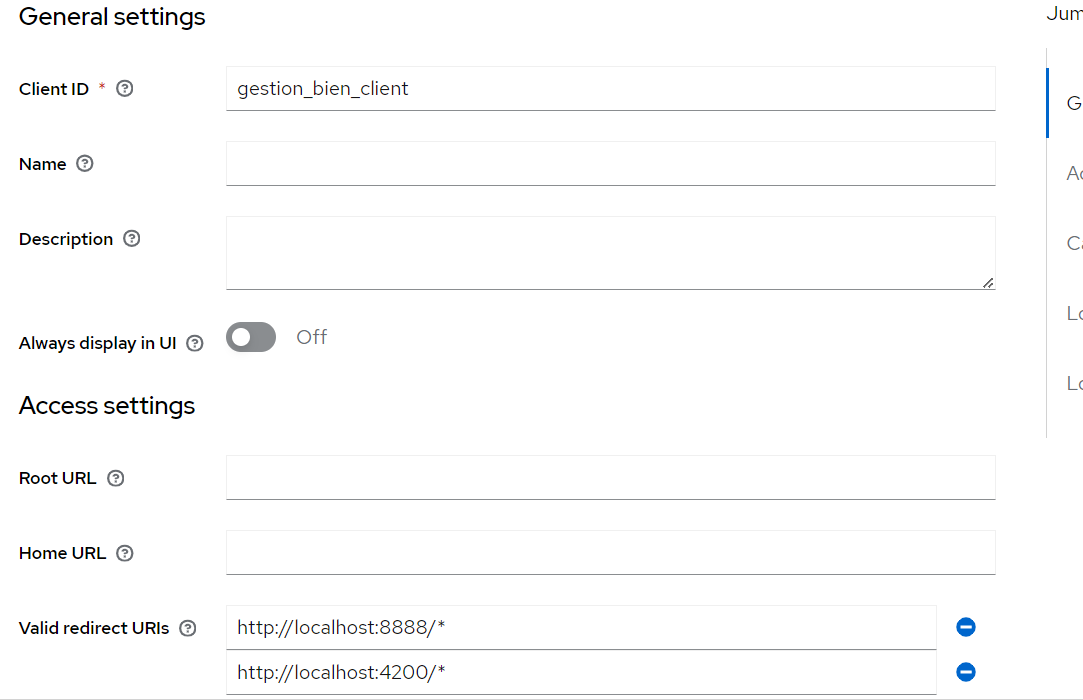 General settings
Jum
Client ID *
gestion_bien_client
G
Name
Ac
Description
Ca
Lo
Always display in UI
Off
Lo
Access settings
Root URL
Home URL
Valid redirect URIs
http://localhost:8888/*
http://localhost:4200/*